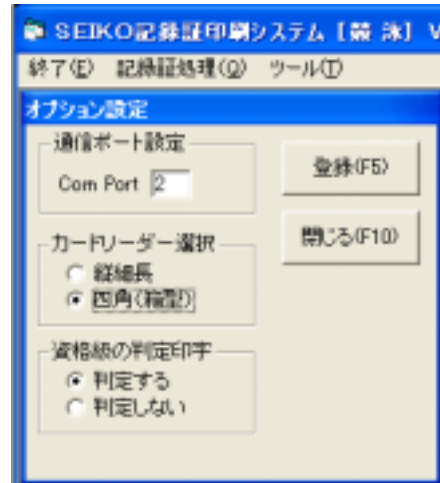 SEIKO記録証印刷システム [競 泳] V
終了(E) 記録証処理(Q) ツール(T)
オプション設定
通信ポート設定
Com Port 2
登録(F5)
閉じる(F10)
カードリーダー選択
縦細長
四角(箱型)
資格級の判定印字
判定する
判定しない